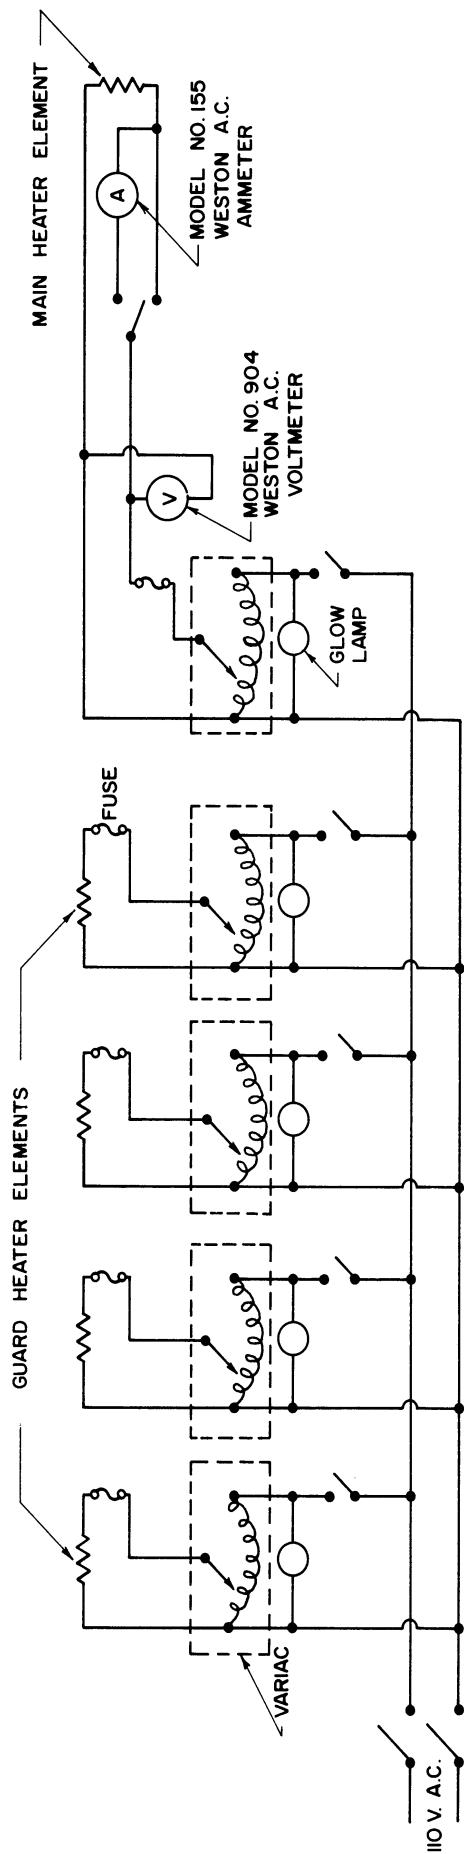 MAIN HEATER ELEMENT
A
MODEL NO. 155
WESTON A.C.
AMMETER
V
MODEL NO. 904
WESTON A.C.
VOLTMETER
GLOW
LAMP
FUSE
GUARD HEATER ELEMENTS
VARIAC
110 V. A.C.